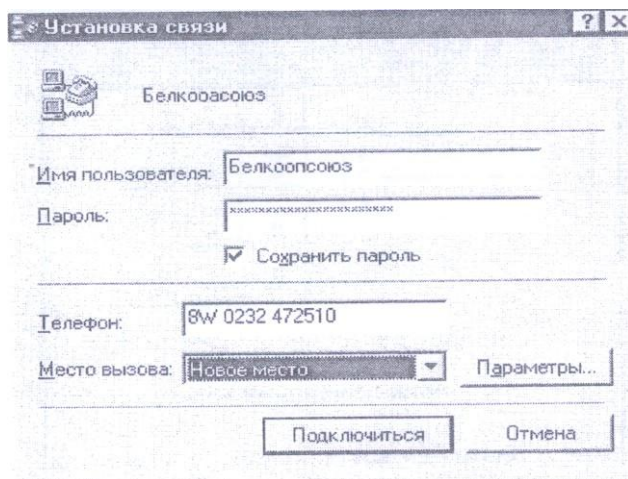 Установка связи
Белкооасоюз
Имя пользователя: Белкоопсоюз
Пароль: xxxxxxxxxxxxxxxxxxxxxxxx
Сохранить пароль
Телефон: 8W 0232 472510
Место вызова: Новое место Параметры...
Подключиться Отмена